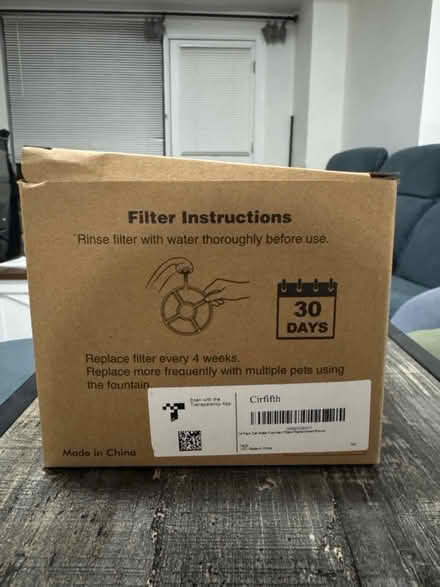 Filter Instructions
Rinse filter with water thoroughly before use.
30
DAYS
Replace filter every 4 weeks.
Replace more frequently with multiple pets using
the fountain.
Scan with the
Transparency App
Cirfifth
Made in China